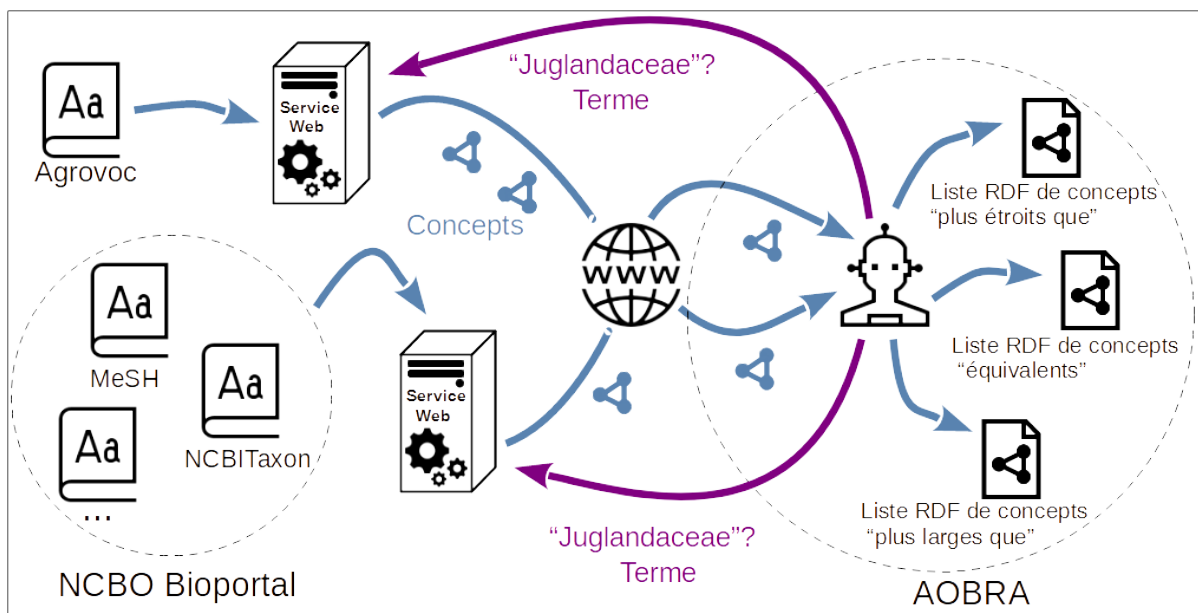 Aa
Agrovoc
Service
Web
“Juglandaceae”?
Terme
Concepts
www
Liste RDF de concepts
“plus étroits que”
Liste RDF de concepts
“équivalents”
Liste RDF de concepts
“plus larges que”
Aa
MeSH
Aa
NCBITaxon
Aa
...
Service
Web
“Juglandaceae”?
Terme
NCBO Bioportal
AOBRA